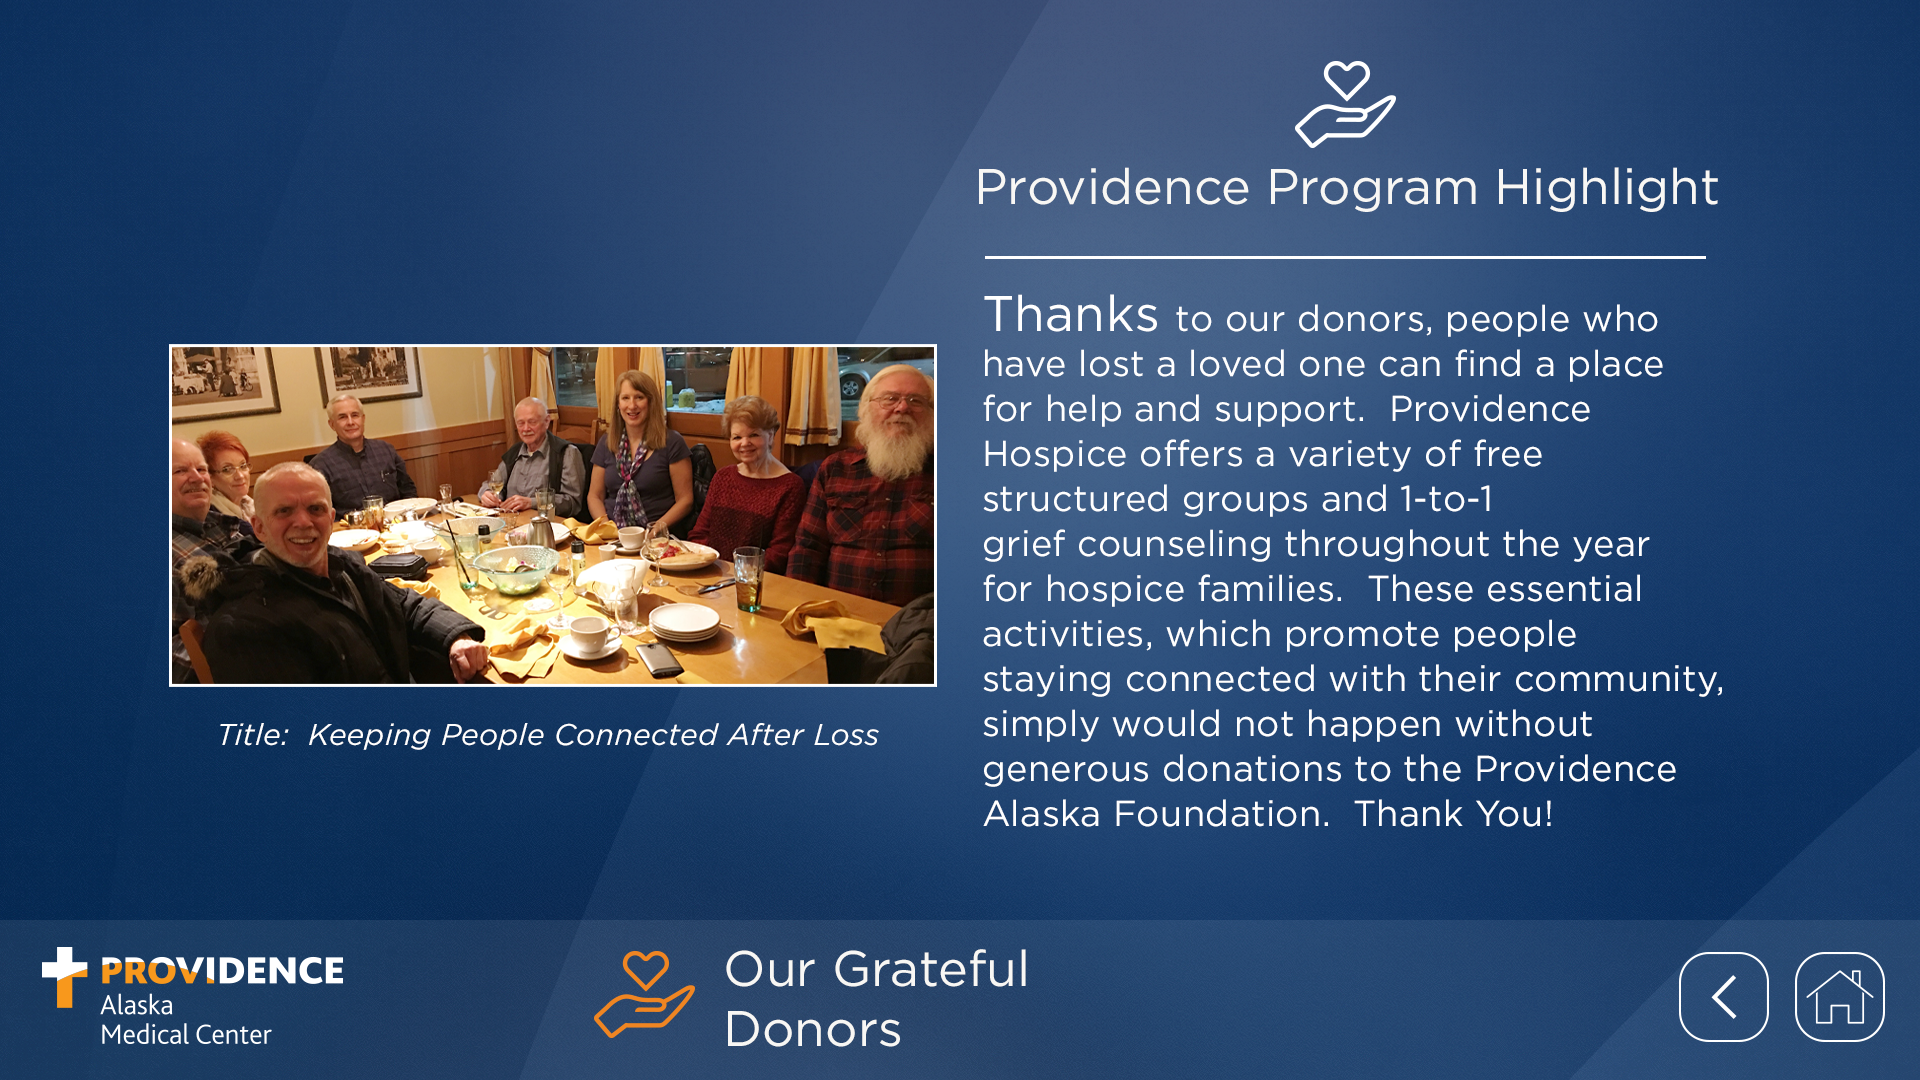 Providence Program Highlight
Thanks to our donors, people who
have lost a loved one can find a place
for help and support.  Providence
Hospice offers a variety of free
structured groups and 1-to-1
grief counseling throughout the year
for hospice families.  These essential
activities, which promote people
staying connected with their community,
simply would not happen without
generous donations to the Providence
Alaska Foundation.  Thank You!
Title:  Keeping People Connected After Loss
PROVIDENCE
Alaska
Medical Center
Our Grateful
Donors